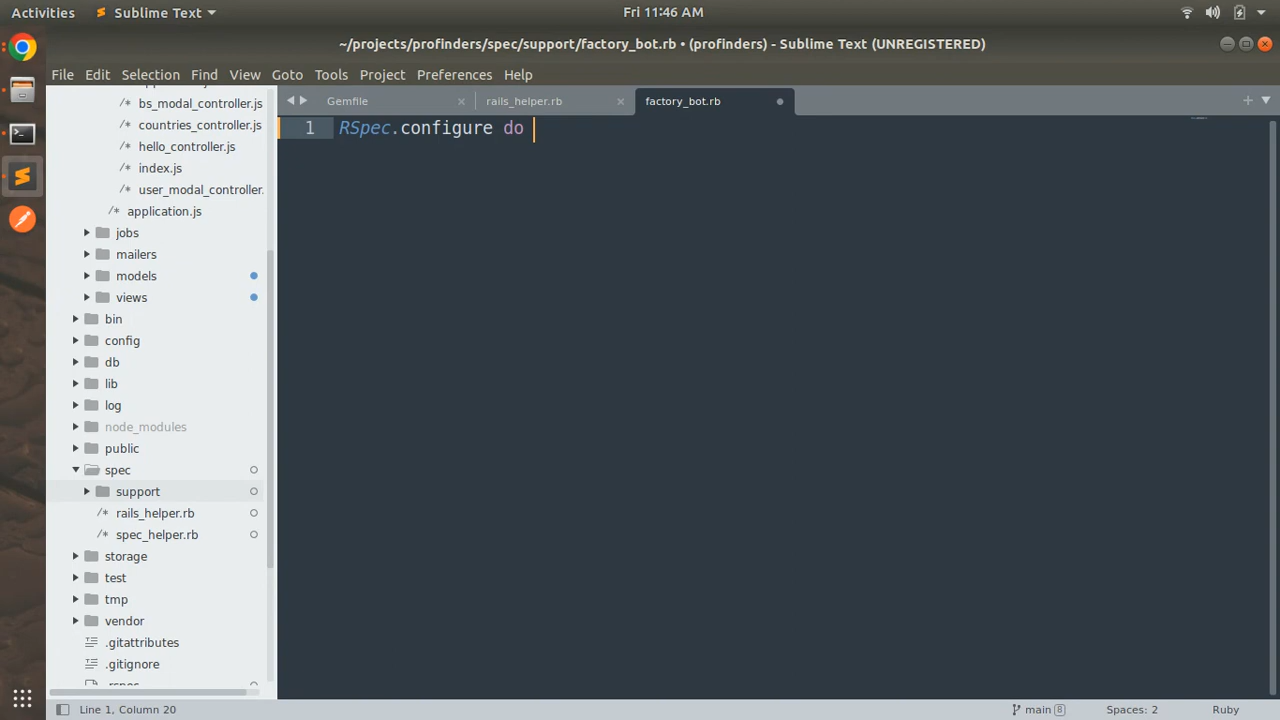 Activities Sublime Text Fri 11:46 AM
~/projects/profinders/spec/support/factory_bot.rb • (profinders) - Sublime Text (UNREGISTERED)
File Edit Selection Find View Goto Tools Project Preferences Help
Gemfile rails_helper.rb factory_bot.rb
1 RSpec.configure do
/* bs_modal_controller.js
/* countries_controller.js
/* hello_controller.js
/* index.js
/* user_modal_controller.
/* application.js
jobs
mailers
models
views
bin
config
db
lib
log
node_modules
public
spec
support
/* rails_helper.rb
/* spec_helper.rb
storage
test
tmp
vendor
.gitattributes
.gitignore
Line 1, Column 20 main 8 Spaces: 2 Ruby